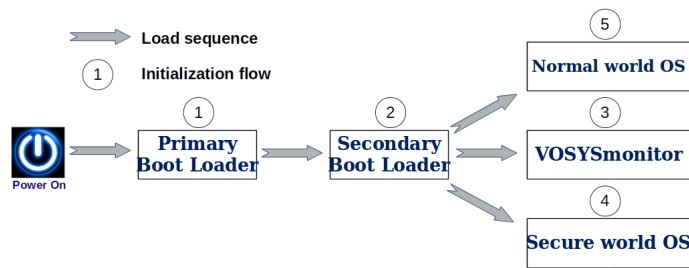 Load sequence
1 Initialization flow
Power On
1
Primary
Boot Loader
2
Secondary
Boot Loader
5
Normal world OS
3
VOSYSmonitor
4
Secure world OS